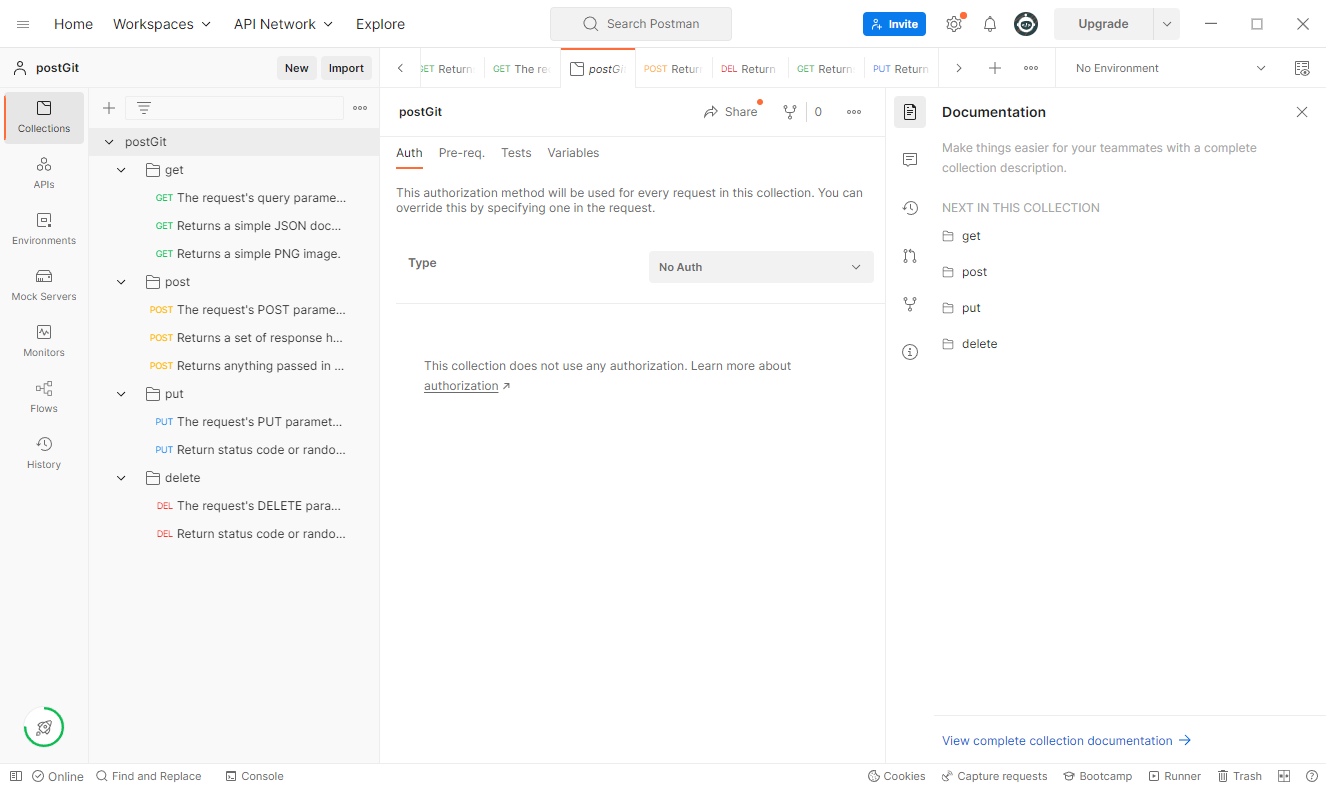 Home Workspaces API Network Explore Search Postman Invite Upgrade
postGit New Import
GET Return GET The re postGi POST Return DEL Return GET Return PUT Return No Environment
Collections
APIs
Environments
Mock Servers
Monitors
Flows
History
postGit
get
GET The request's query parame...
GET Returns a simple JSON doc...
GET Returns a simple PNG image.
post
POST The request's POST parame...
POST Returns a set of response h...
POST Returns anything passed in ...
put
PUT The request's PUT paramet...
PUT Return status code or rando...
delete
DEL The request's DELETE para...
DEL Return status code or rando...
postGit Share 0
Auth Pre-req. Tests Variables
This authorization method will be used for every request in this collection. You can
override this by specifying one in the request.
Type No Auth
This collection does not use any authorization. Learn more about
authorization ↗
Documentation
Make things easier for your teammates with a complete
collection description.
NEXT IN THIS COLLECTION
get
post
put
delete
View complete collection documentation →
Online Find and Replace Console Cookies Capture requests Bootcamp Runner Trash